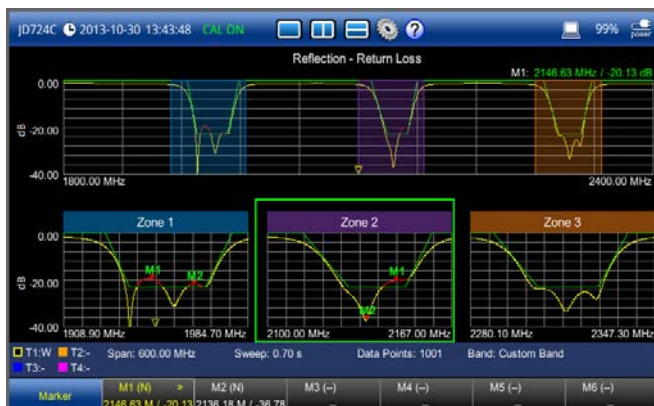 JD724C 2013-10-30 13:43:48 CAL ON 99% power
Reflection - Return Loss
M1: 2146.63 MHz / -20.13 dB
0.00
dB -20.00
-40.00
1800.00 MHz 2400.00 MHz
Zone 1 Zone 2 Zone 3
0.00
M1 M2 M1
dB -20.00
M2
-40.00
1908.90 MHz 1984.70 MHz 2100.00 MHz 2167.00 MHz 2280.10 MHz 2347.30 MHz
T1:W T2:- Span: 600.00 MHz Sweep: 0.70 s Data Points: 1001 Band: Custom Band
T3:- T4:-
Marker M1 (N) > M2 (N) M3 (--) M4 (--) M5 (--) M6 (--)
2146.63 M / -20.13 2136.18 M / -36.78 -- -- -- --